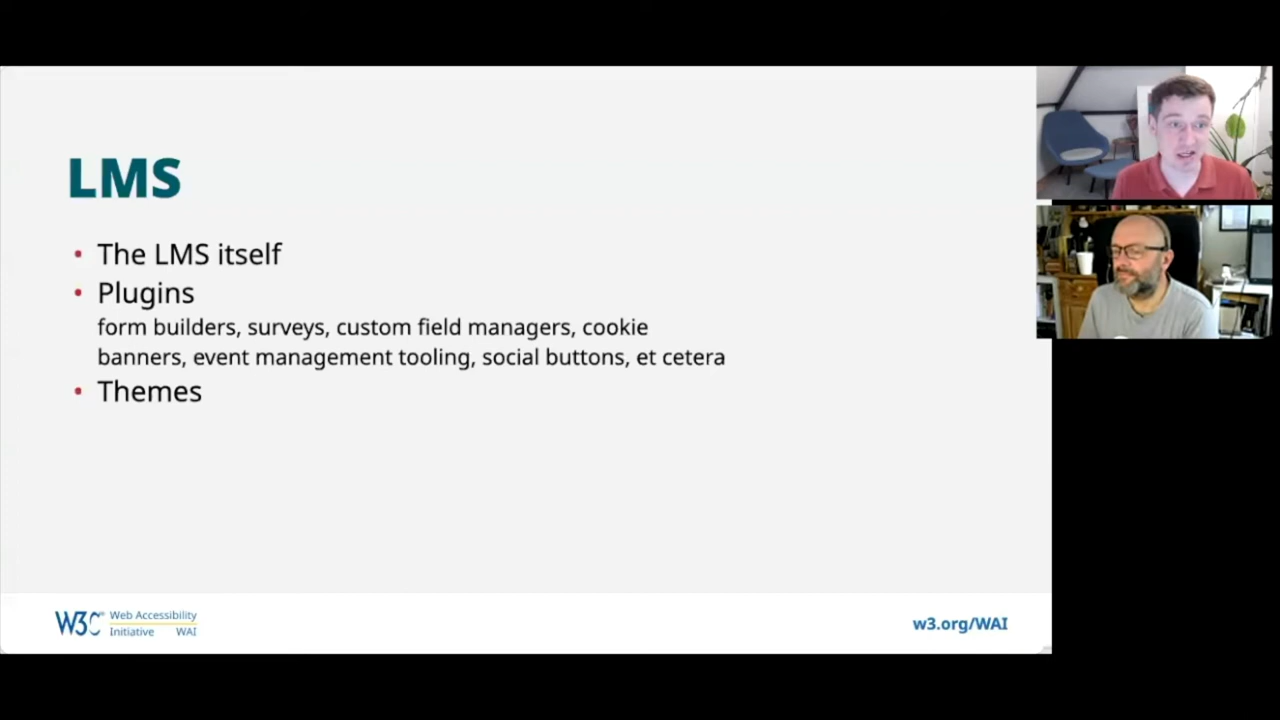 LMS
• The LMS itself
• Plugins
form builders, surveys, custom field managers, cookie
banners, event management tooling, social buttons, et cetera
• Themes
W3C Web Accessibility
Initiative WAI
w3.org/WAI